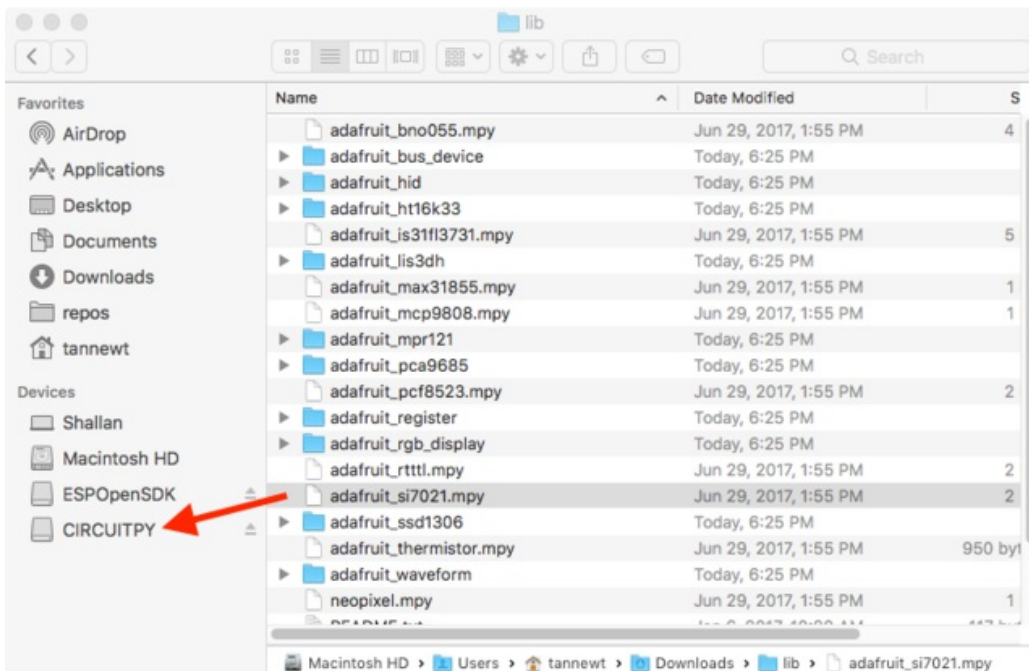 lib
Search
Favorites
AirDrop
Applications
Desktop
Documents
Downloads
repos
tannewt
Devices
Shallan
Macintosh HD
ESPOpenSDK
CIRCUITPY
Name Date Modified S
adafruit_bno055.mpy Jun 29, 2017, 1:55 PM 4
adafruit_bus_device Today, 6:25 PM
adafruit_hid Today, 6:25 PM
adafruit_ht16k33 Today, 6:25 PM
adafruit_is31fl3731.mpy Jun 29, 2017, 1:55 PM 5
adafruit_lis3dh Today, 6:25 PM
adafruit_max31855.mpy Jun 29, 2017, 1:55 PM 1
adafruit_mcp9808.mpy Jun 29, 2017, 1:55 PM 1
adafruit_mpr121 Today, 6:25 PM
adafruit_pca9685 Today, 6:25 PM
adafruit_pcf8523.mpy Jun 29, 2017, 1:55 PM 2
adafruit_register Today, 6:25 PM
adafruit_rgb_display Today, 6:25 PM
adafruit_rtttl.mpy Jun 29, 2017, 1:55 PM 2
adafruit_si7021.mpy Jun 29, 2017, 1:55 PM 2
adafruit_ssd1306 Today, 6:25 PM
adafruit_thermistor.mpy Jun 29, 2017, 1:55 PM 950 byt
adafruit_waveform Today, 6:25 PM
neopixel.mpy Jun 29, 2017, 1:55 PM 1
Macintosh HD › Users › tannewt › Downloads › lib › adafruit_si7021.mpy